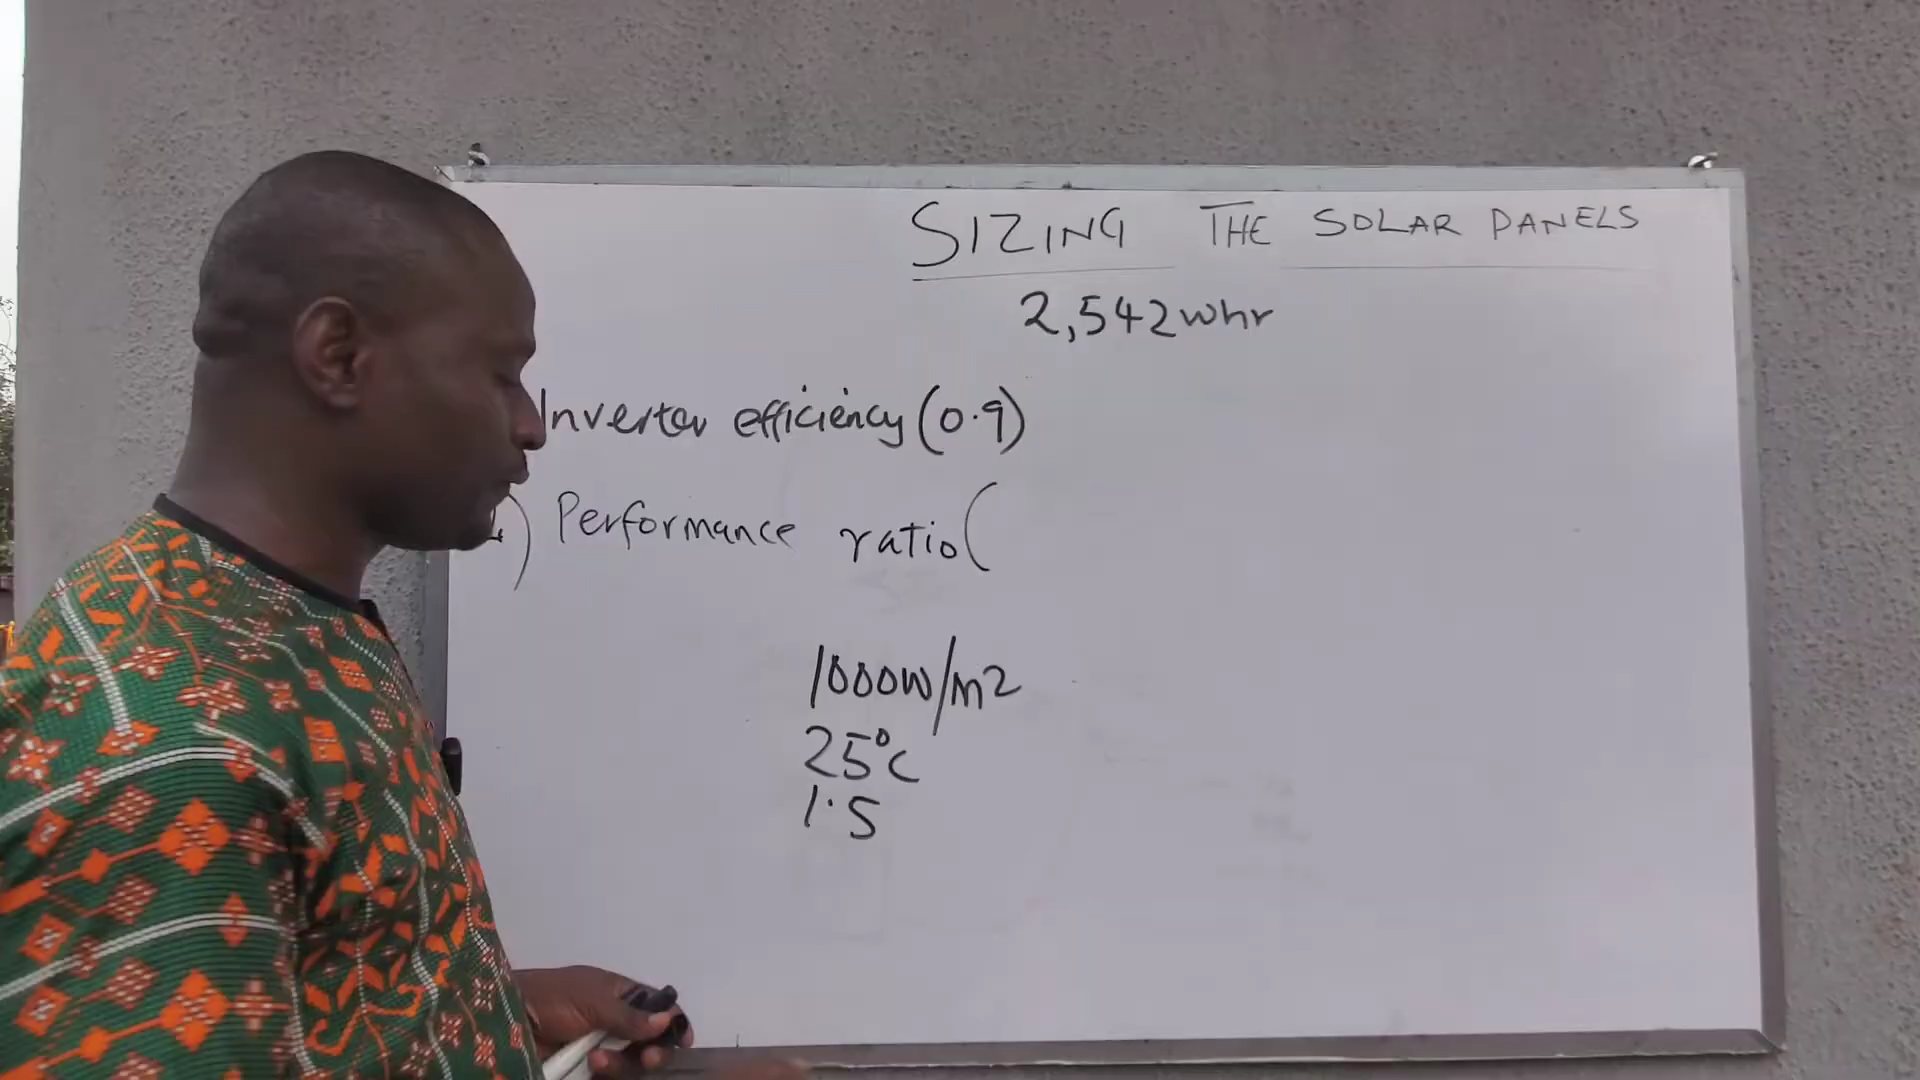 SIZING THE SOLAR PANELS
2,542whr
Inverter efficiency (0.9)
) Performance ratio (
1000W/m2
25°C
1.5